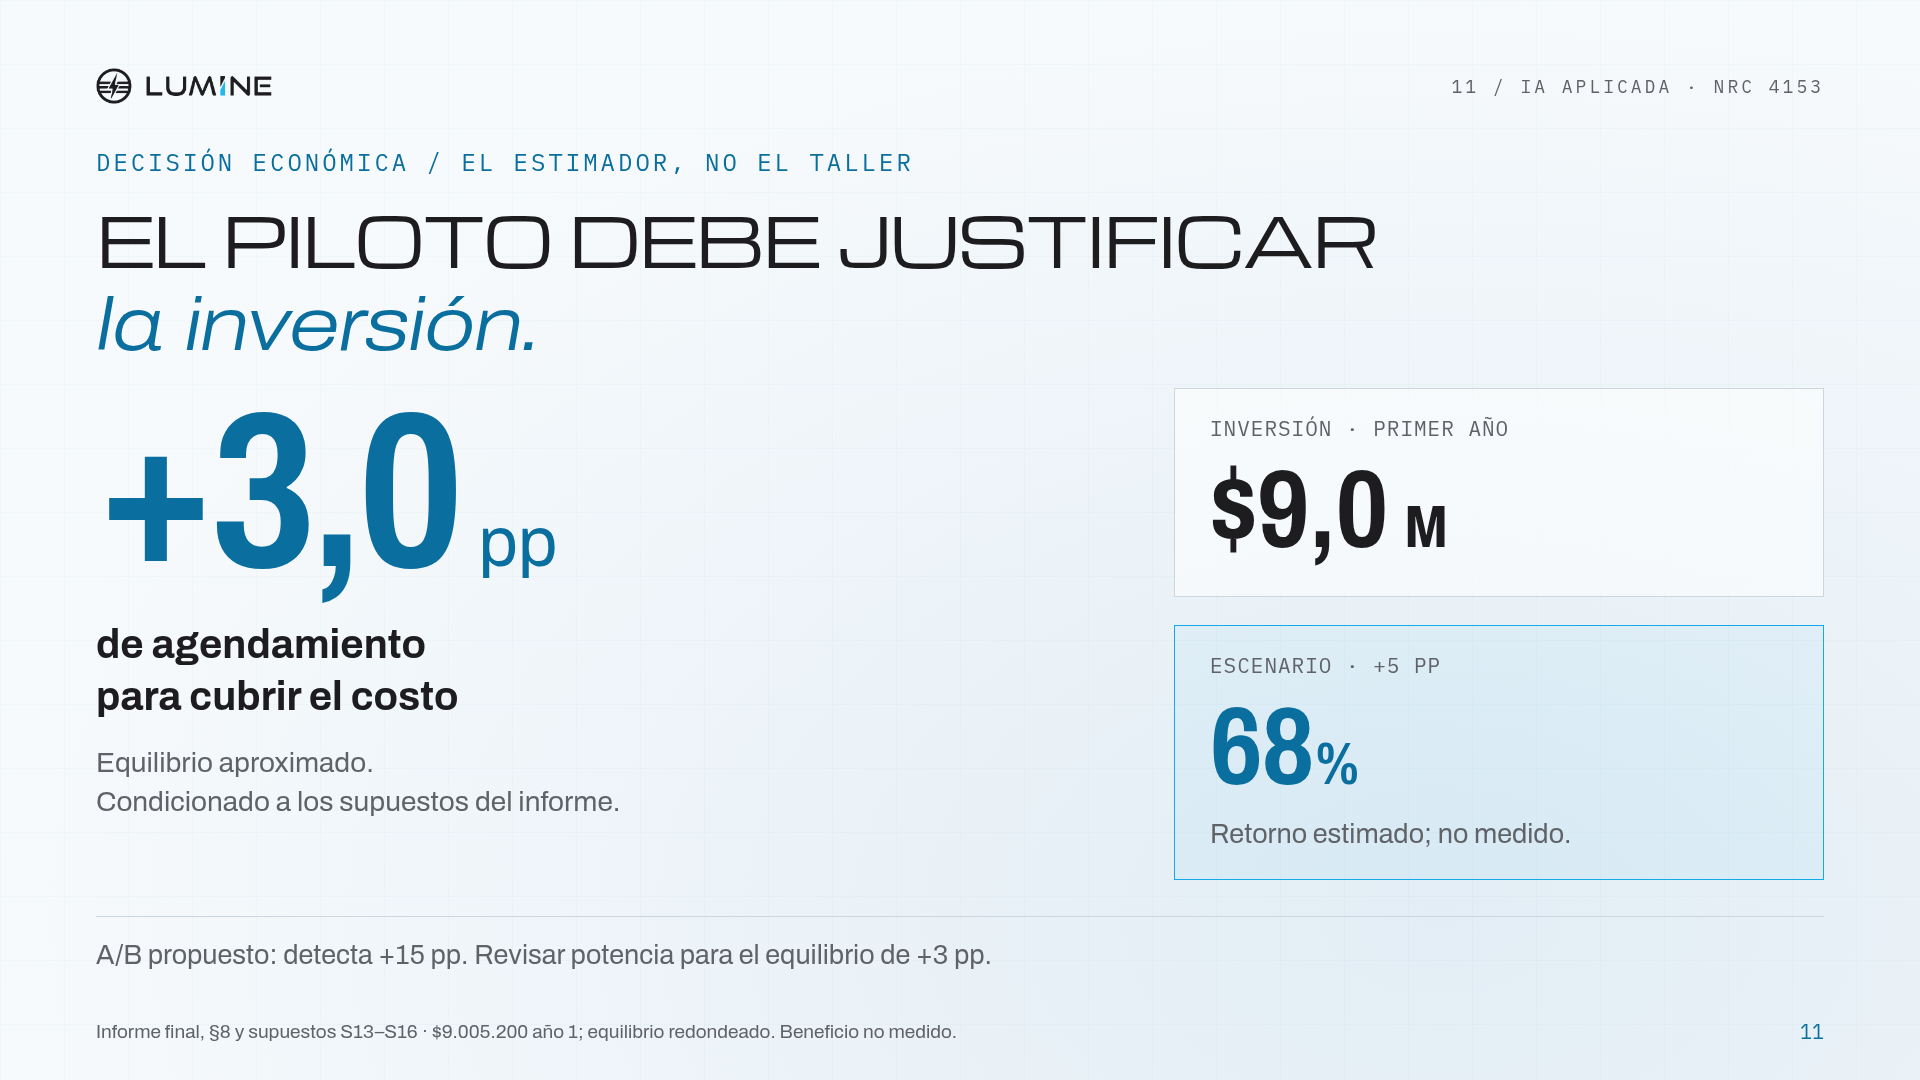 LUMINE
11 / IA APLICADA · NRC 4153
DECISIÓN ECONÓMICA / EL ESTIMADOR, NO EL TALLER
EL PILOTO DEBE JUSTIFICAR
la inversión.
+3,0 pp
de agendamiento
para cubrir el costo
Equilibrio aproximado.
Condicionado a los supuestos del informe.
INVERSIÓN · PRIMER AÑO
$9,0 M
ESCENARIO · +5 PP
68%
Retorno estimado; no medido.
A/B propuesto: detecta +15 pp. Revisar potencia para el equilibrio de +3 pp.
Informe final, §8 y supuestos S13–S16 · $9.005.200 año 1; equilibrio redondeado. Beneficio no medido.
11